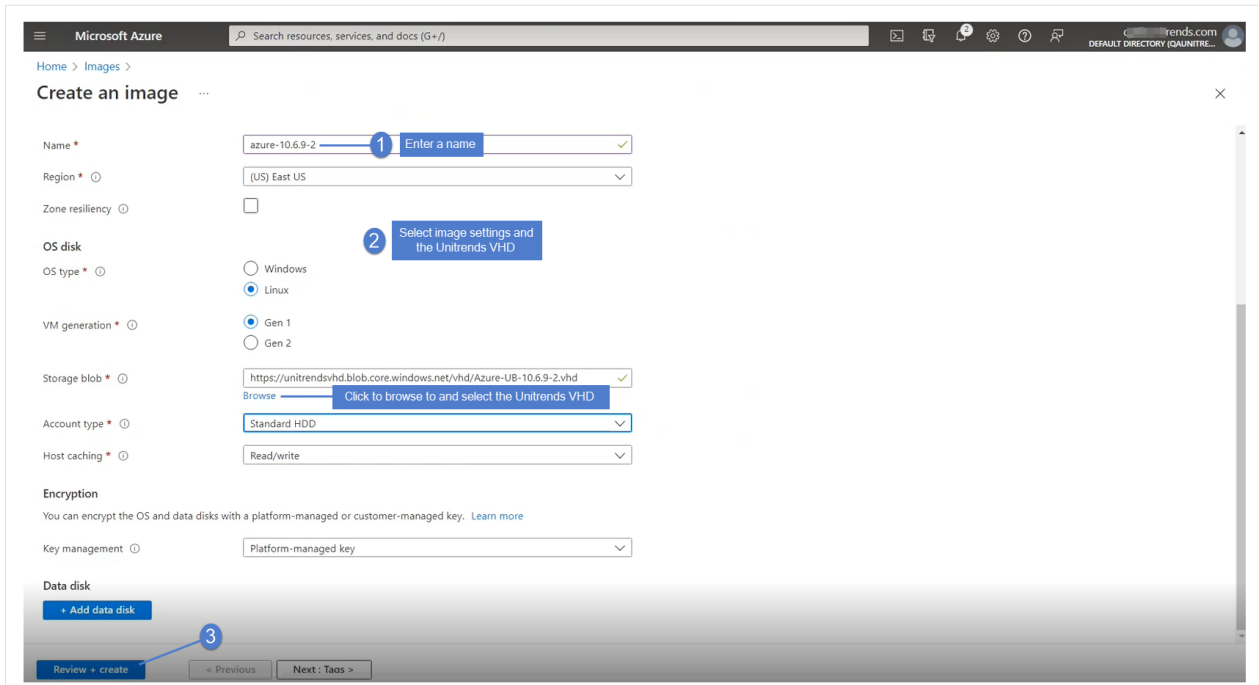 Microsoft Azure
Search resources, services, and docs (G+/)
2
rends.com
DEFAULT DIRECTORY (QAUNITRE...
Home > Images >
Create an image ...
Name *
azure-10.6.9-2
1
Enter a name
Region *
(US) East US
Zone resiliency
2
Select image settings and
the Unitrends VHD
OS disk
OS type *
Windows
Linux
VM generation *
Gen 1
Gen 2
Storage blob *
https://unitrendsvhd.blob.core.windows.net/vhd/Azure-UB-10.6.9-2.vhd
Browse
Click to browse to and select the Unitrends VHD
Account type *
Standard HDD
Host caching *
Read/write
Encryption
You can encrypt the OS and data disks with a platform-managed or customer-managed key. Learn more
Key management
Platform-managed key
Data disk
+ Add data disk
3
Review + create
< Previous
Next : Tags >